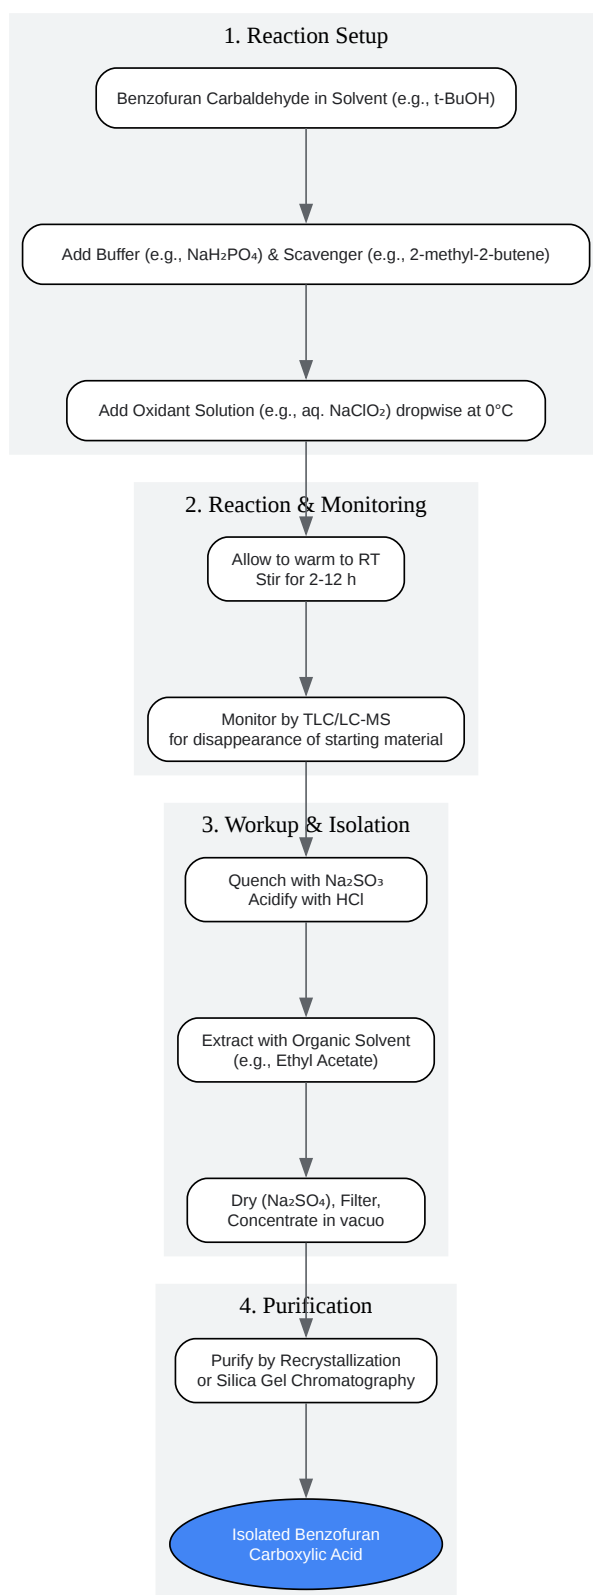 1. Reaction Setup
Benzofuran Carbaldehyde in Solvent (e.g., t-BuOH)
Add Buffer (e.g., NaH₂PO₄) & Scavenger (e.g., 2-methyl-2-butene)
Add Oxidant Solution (e.g., aq. NaClO₂) dropwise at 0°C
2. Reaction & Monitoring
Allow to warm to RT
Stir for 2-12 h
Monitor by TLC/LC-MS
for disappearance of starting material
3. Workup & Isolation
Quench with Na₂SO₃
Acidify with HCl
Extract with Organic Solvent
(e.g., Ethyl Acetate)
Dry (Na₂SO₄), Filter,
Concentrate in vacuo
4. Purification
Purify by Recrystallization
or Silica Gel Chromatography
Isolated Benzofuran
Carboxylic Acid